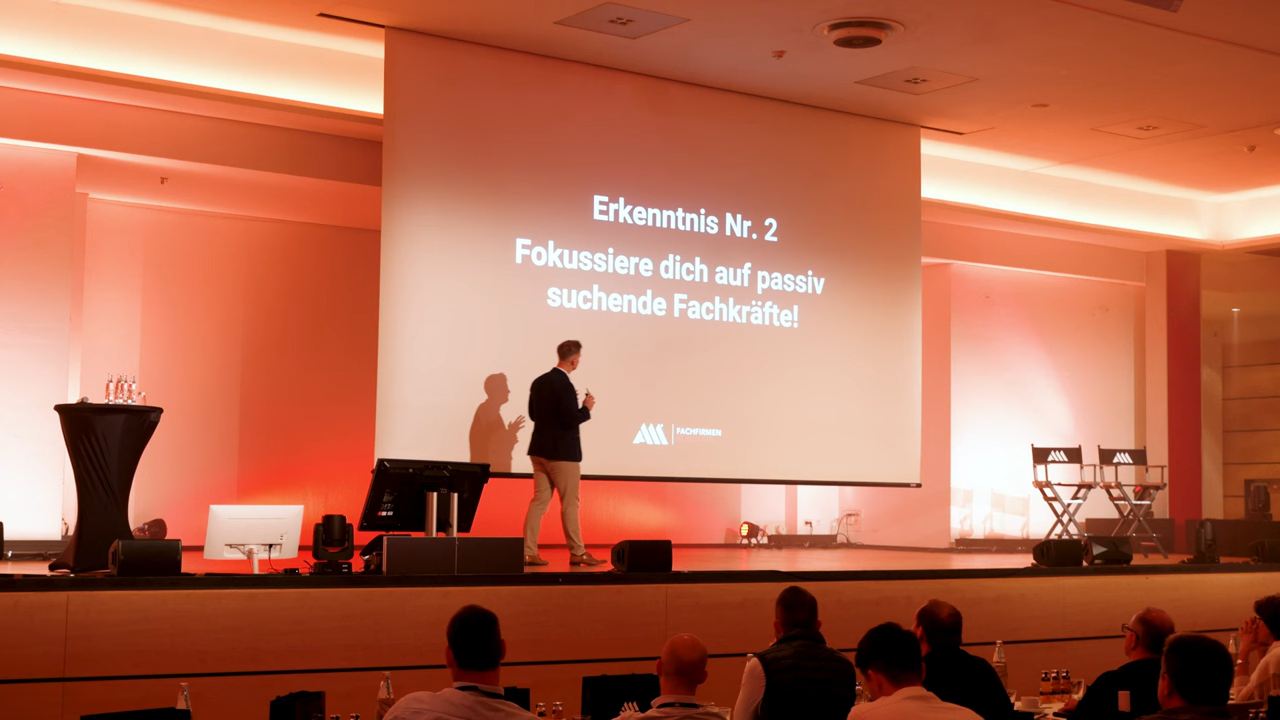 Erkenntnis Nr. 2
Fokussiere dich auf passiv
suchende Fachkräfte!
FACHFIRMEN